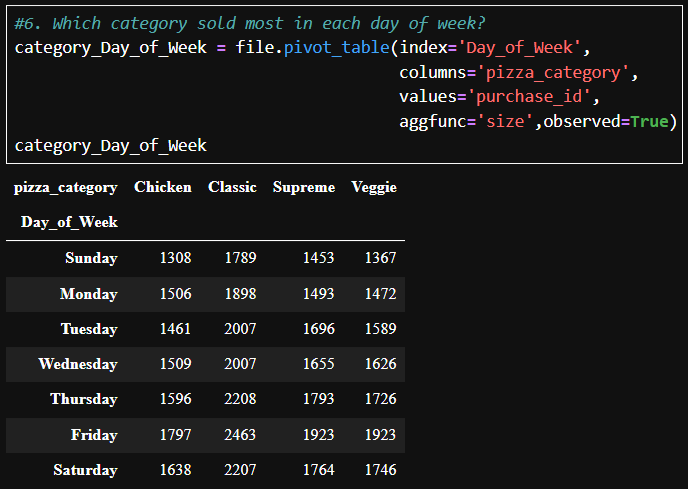 #6. Which category sold most in each day of week?
category_Day_of_Week = file.pivot_table(index='Day_of_Week',
columns='pizza_category',
values='purchase_id',
aggfunc='size',observed=True)
category_Day_of_Week
pizza_category Chicken Classic Supreme Veggie
Day_of_Week
Sunday 1308 1789 1453 1367
Monday 1506 1898 1493 1472
Tuesday 1461 2007 1696 1589
Wednesday 1509 2007 1655 1626
Thursday 1596 2208 1793 1726
Friday 1797 2463 1923 1923
Saturday 1638 2207 1764 1746